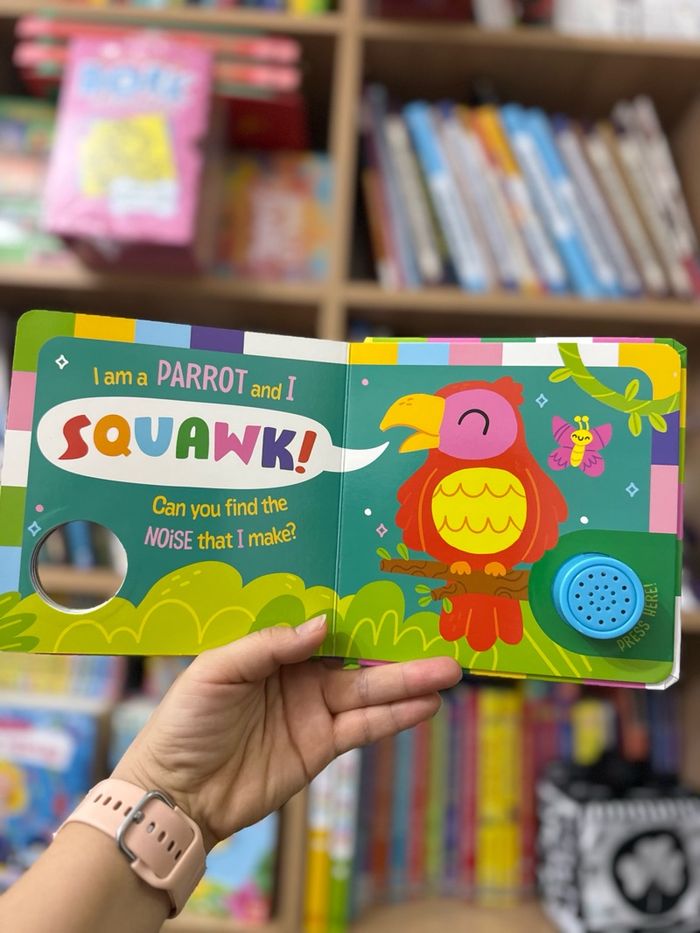 I am a PARROT and I
SQUAWK!
Can you find the
NOiSE that I make?
PRESS HERE!